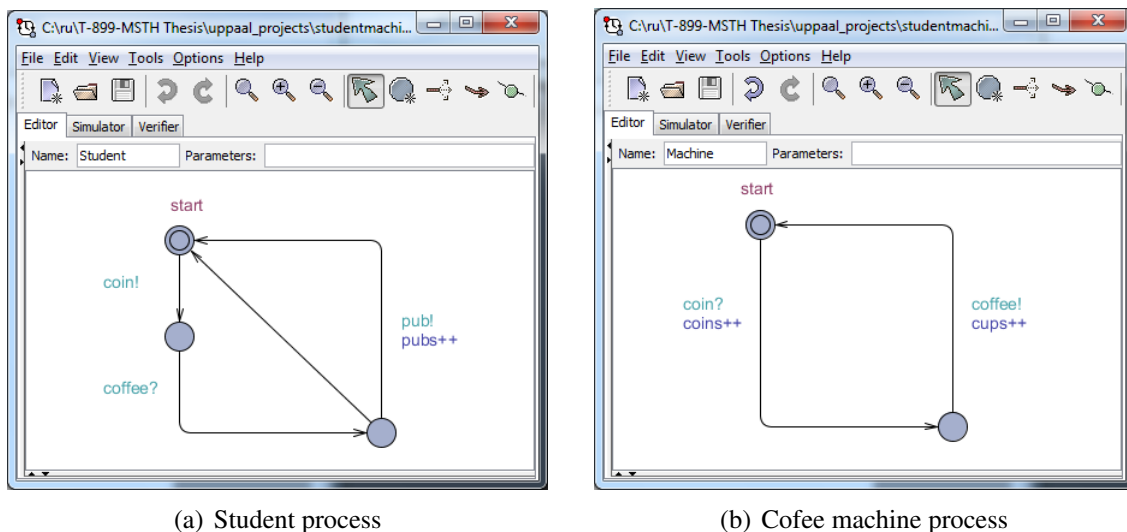 C:\ru\T-899-MSTH Thesis\uppaal_projects\studentmachi...
File Edit View Tools Options Help
Editor Simulator Verifier
Name: Student Parameters:
start
coin!
pub!
pubs++
coffee?
(a) Student process
C:\ru\T-899-MSTH Thesis\uppaal_projects\studentmachi...
File Edit View Tools Options Help
Editor Simulator Verifier
Name: Machine Parameters:
start
coin?
coins++
coffee!
cups++
(b) Cofee machine process